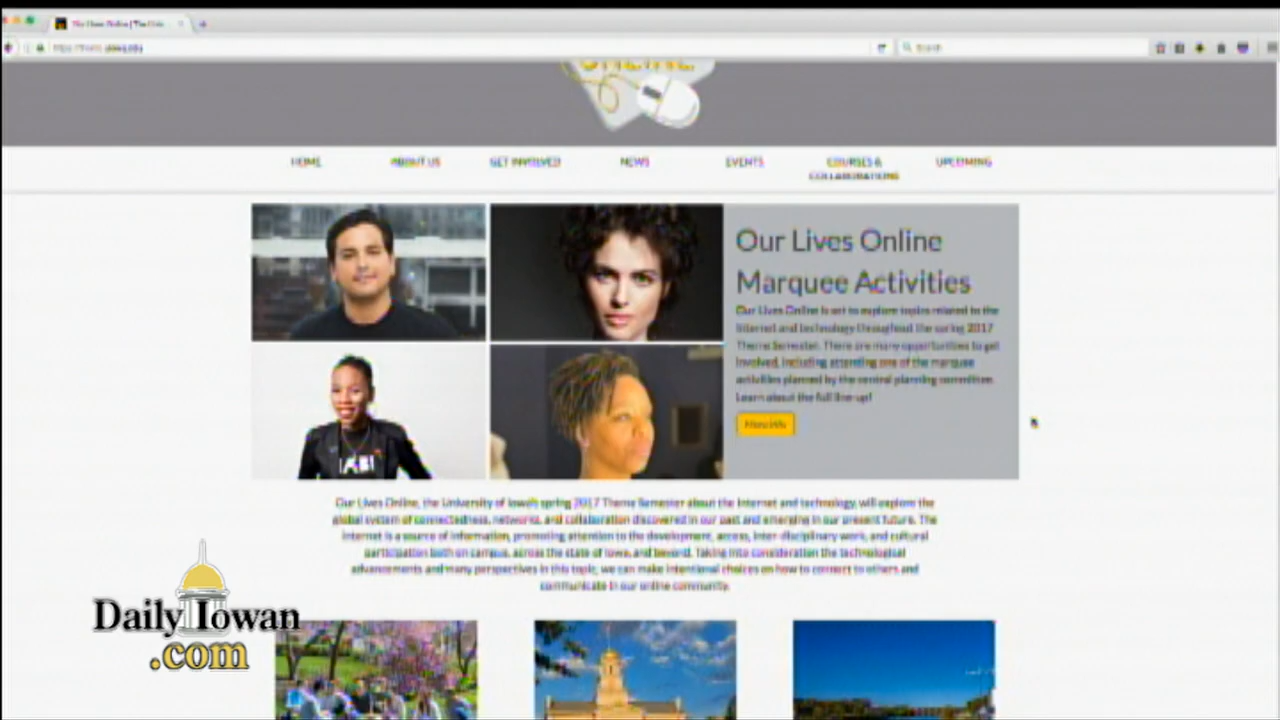 Search
HOME
ABOUT US
GET INVOLVED
NEWS
EVENTS
COURSES &
COLLABORATIONS
UPCOMING
Our Lives Online
Marquee Activities
Our Lives Online is set to explore topics related to the
Internet and technology throughout the spring 2017
Theme Semester. There are many opportunities to get
involved, including attending one of the marquee
activities planned by the central planning committee.
Learn about the full line-up!
More info
Our Lives Online, the University of Iowa's spring 2017 Theme Semester about the Internet and technology, will explore the
global system of connectedness, networks, and collaboration discovered in our past and emerging in our present future. The
Internet is a source of information, promoting attention to the development, access, inter-disciplinary work, and cultural
participation both on campus, across the state of Iowa, and beyond. Taking into consideration the technological
advancements and many perspectives in this topic, we can make intentional choices on how to connect to others and
communicate in our online community.
Daily Iowan
.com